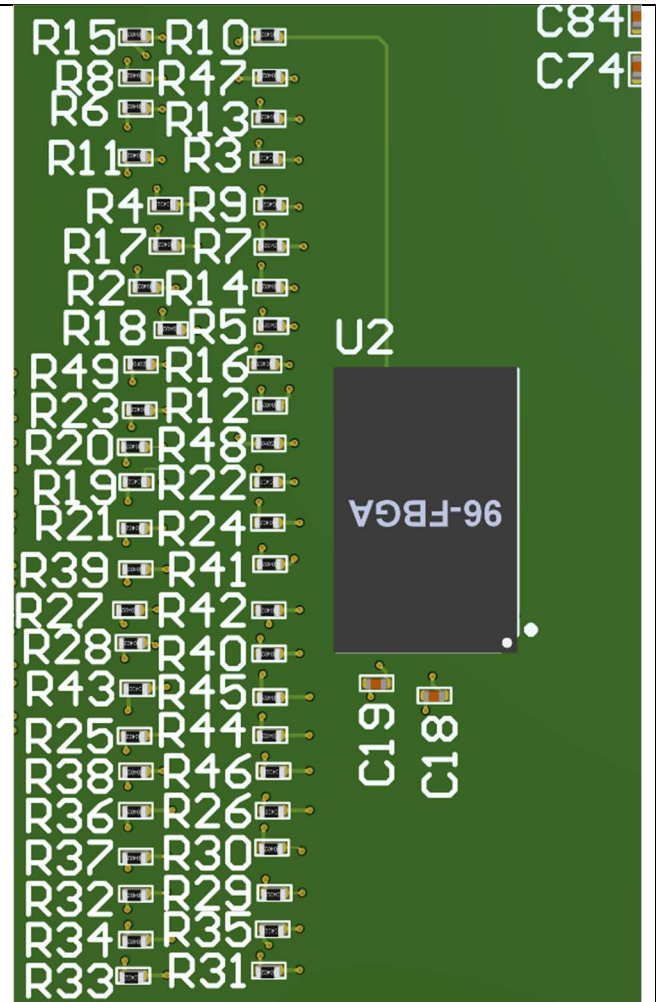 C84
R15 R10
C74
R8 R47
R6 R13
R11 R3
R4 R9
R17 R7
R2 R14
R18 R5
U2
R49 R16
R23 R12
R20 R48
R19 R22
96-FBGA
R21 R24
R39 R41
R27 R42
R28 R40
R43 R45
C19 C18
R25 R44
R38 R46
R36 R26
R37 R30
R32 R29
R34 R35
R33 R31